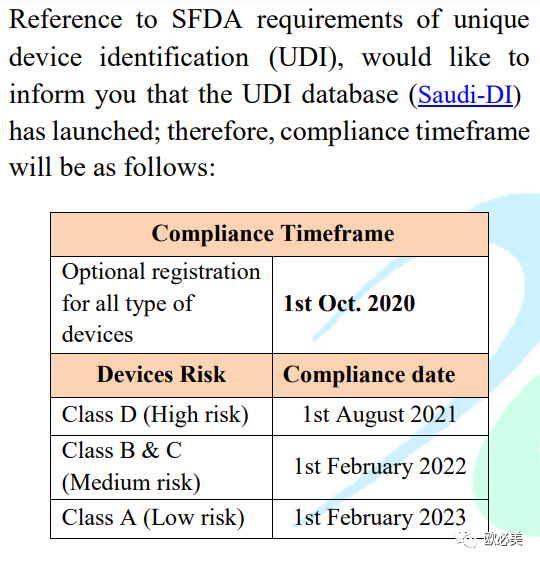 Reference to SFDA requirements of unique
device identification (UDI), would like to
inform you that the UDI database (Saudi-DI)
has launched; therefore, compliance timeframe
will be as follows:
Compliance Timeframe
Optional registration
for all type of
devices
1st Oct. 2020
Devices Risk
Compliance date
Class D (High risk)
1st August 2021
Class B & C
(Medium risk)
1st February 2022
Class A (Low risk)
1st February 2023
欧必美